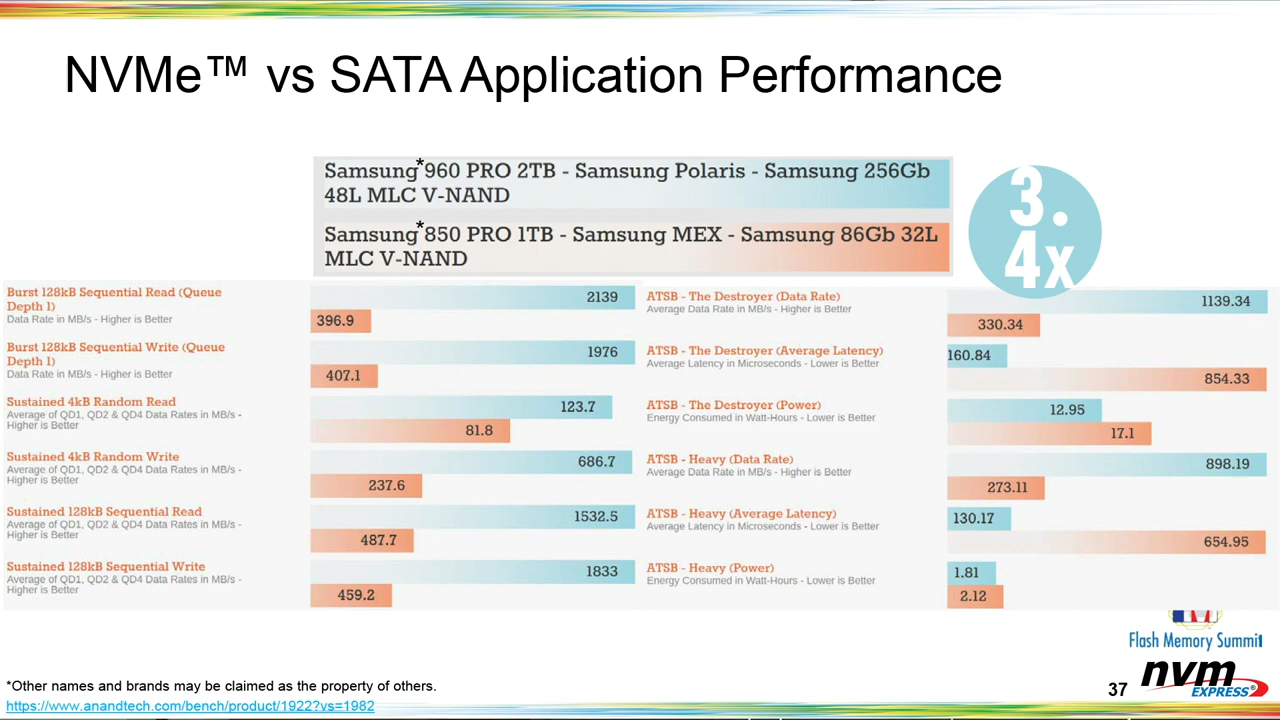 NVMe™ vs SATA Application Performance
Samsung*960 PRO 2TB - Samsung Polaris - Samsung 256Gb
48L MLC V-NAND
Samsung*850 PRO 1TB - Samsung MEX - Samsung 86Gb 32L
MLC V-NAND
3.
4x
Burst 128kB Sequential Read (Queue
Depth 1)
Data Rate in MB/s - Higher is Better
2139
396.9
Burst 128kB Sequential Write (Queue
Depth 1)
Data Rate in MB/s - Higher is Better
1976
407.1
Sustained 4kB Random Read
Average of QD1, QD2 & QD4 Data Rates in MB/s -
Higher is Better
123.7
81.8
Sustained 4kB Random Write
Average of QD1, QD2 & QD4 Data Rates in MB/s -
Higher is Better
686.7
237.6
Sustained 128kB Sequential Read
Average of QD1, QD2 & QD4 Data Rates in MB/s -
Higher is Better
1532.5
487.7
Sustained 128kB Sequential Write
Average of QD1, QD2 & QD4 Data Rates in MB/s -
Higher is Better
1833
459.2
ATSB - The Destroyer (Data Rate)
Average Data Rate in MB/s - Higher is Better
1139.34
330.34
ATSB - The Destroyer (Average Latency)
Average Latency in Microseconds - Lower is Better
160.84
854.33
ATSB - The Destroyer (Power)
Energy Consumed in Watt-Hours - Lower is Better
12.95
17.1
ATSB - Heavy (Data Rate)
Average Data Rate in MB/s - Higher is Better
898.19
273.11
ATSB - Heavy (Average Latency)
Average Latency in Microseconds - Lower is Better
130.17
654.95
ATSB - Heavy (Power)
Energy Consumed in Watt-Hours - Lower is Better
1.81
2.12
Flash Memory Summit
*Other names and brands may be claimed as the property of others.
https://www.anandtech.com/bench/product/1922?vs=1982
37
nvm
EXPRESS®